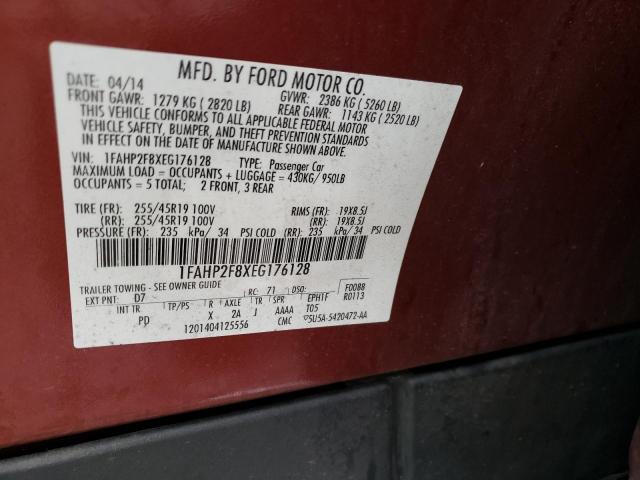 MFD. BY FORD MOTOR CO.
DATE: 04/14
GVWR: 2386 KG ( 5260 LB)
FRONT GAWR: 1279 KG ( 2820 LB)
REAR GAWR: 1143 KG ( 2520 LB)
THIS VEHICLE CONFORMS TO ALL APPLICABLE FEDERAL MOTOR
VEHICLE SAFETY, BUMPER, AND THEFT PREVENTION STANDARDS
IN EFFECT ON THE DATE OF MANUFACTURE SHOWN ABOVE.
VIN: 1FAHP2F8XEG176128 TYPE: Passenger Car
MAXIMUM LOAD = OCCUPANTS + LUGGAGE = 430KG/ 950LB
OCCUPANTS = 5 TOTAL; 2 FRONT, 3 REAR
TIRE (FR): 255/45R19 100V RIMS (FR): 19X8.5J
(RR): 255/45R19 100V (RR): 19X8.5J
PRESSURE (FR): 235 kPa/ 34 PSI COLD (RR): 235 kPa/ 34 PSI COLD
1FAHP2F8XEG176128
TRAILER TOWING - SEE OWNER GUIDE
EXT PNT: D7 RC: 71 DSO: F0088
R0113
INT TR TP/PS R AXLE TR SPR EPHTF
PD X 2A J AAAA T05
1201404125556 CMC 5U5A-5420472-AA